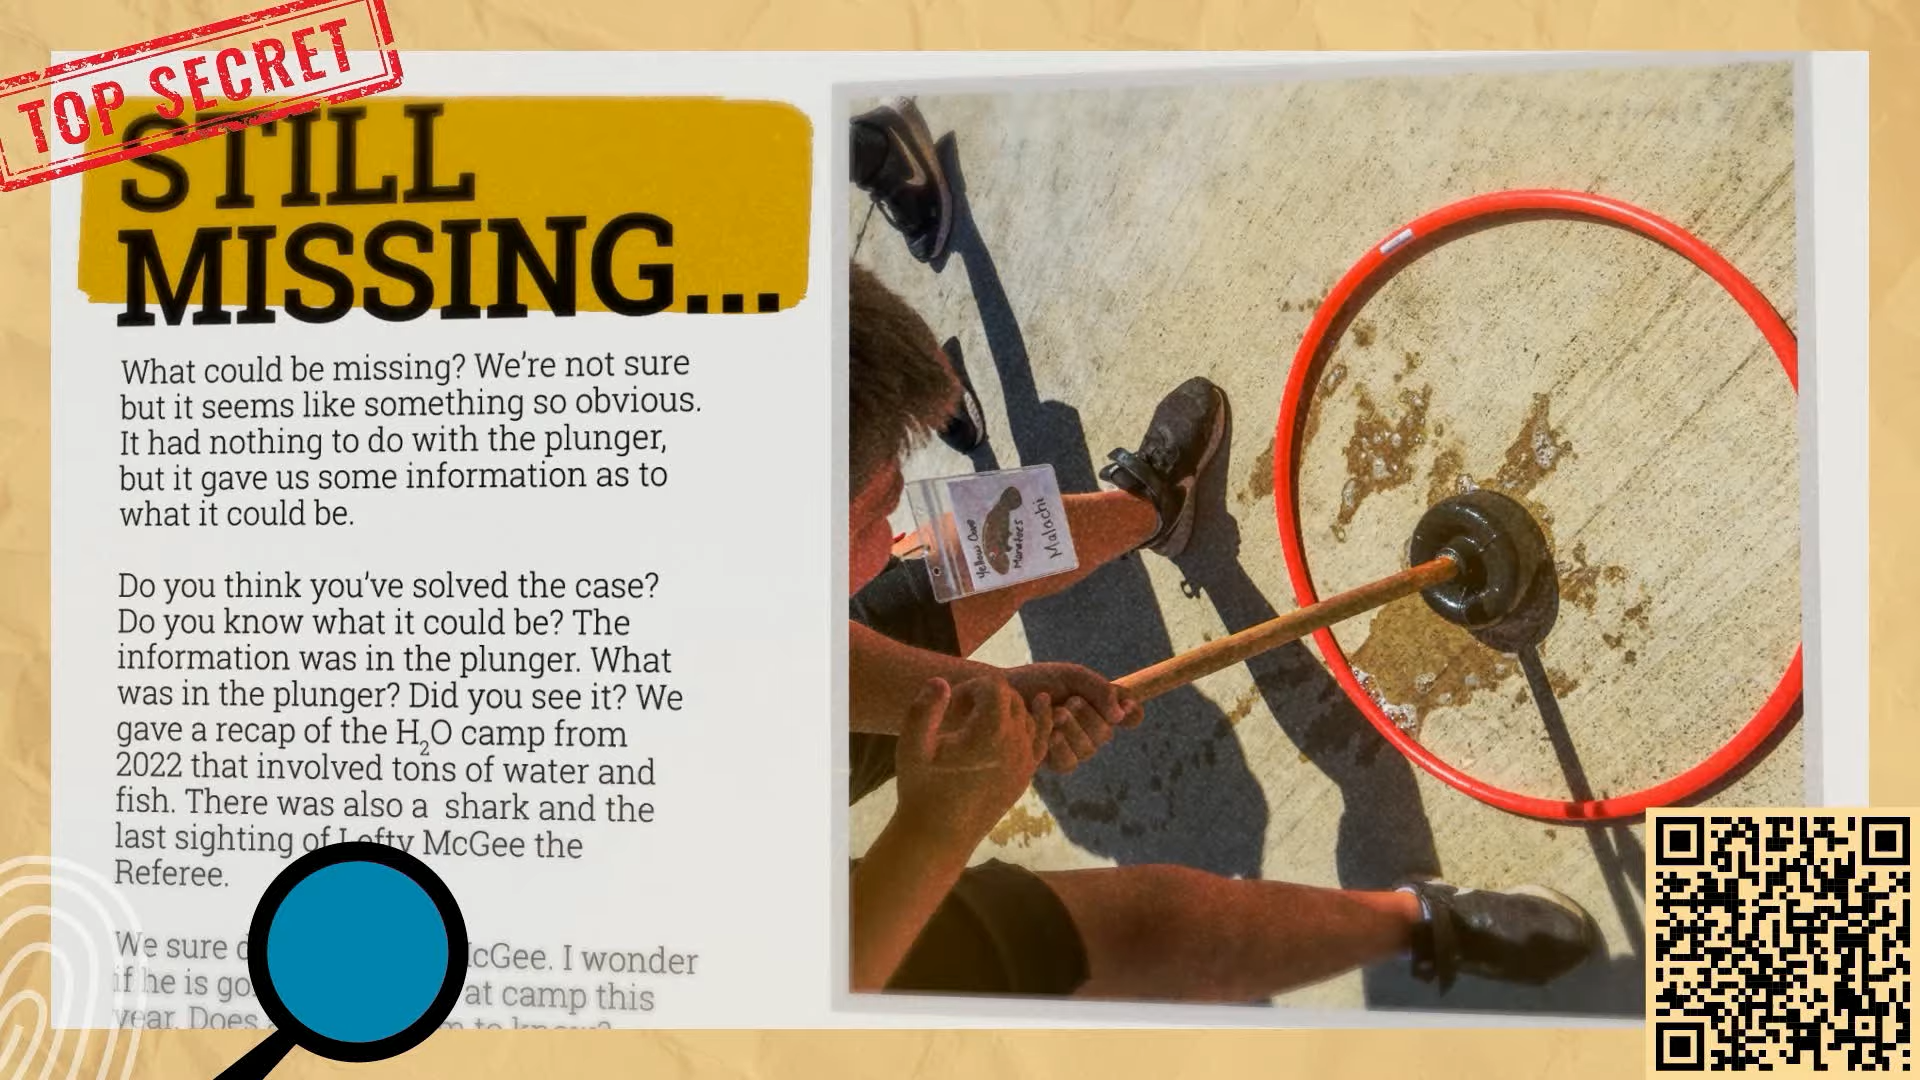 TOP SECRET
STILL
MISSING...
What could be missing? We're not sure
but it seems like something so obvious.
It had nothing to do with the plunger,
but it gave us some information as to
what it could be.
Do you think you've solved the case?
Do you know what it could be? The
information was in the plunger. What
was in the plunger? Did you see it? We
gave a recap of the H₂O camp from
2022 that involved tons of water and
fish. There was also a shark and the
last sighting of Lofty McGee the
Referee.
We sure McGee. I wonder
if he is at camp this
year. Does to know?
Yellow Camp
Manatees
Malachi